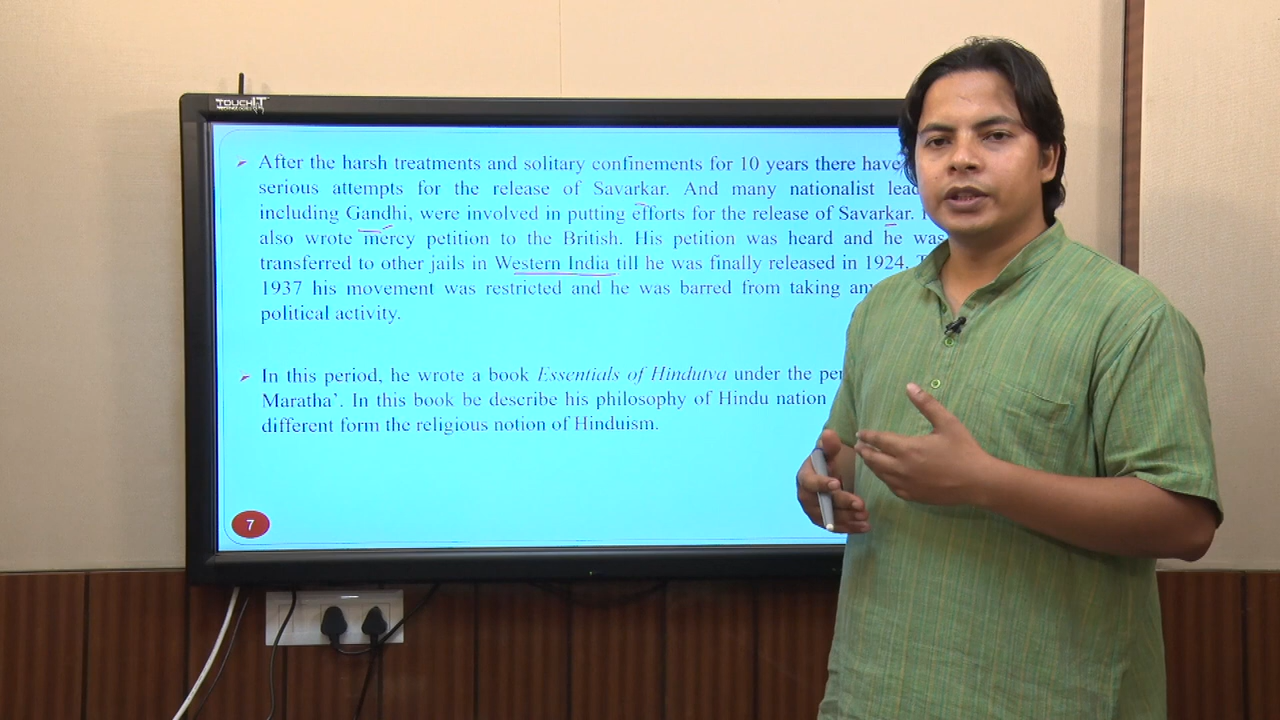 TOUCHIT
After the harsh treatments and solitary confinements for 10 years there have
serious attempts for the release of Savarkar. And many nationalist
including Gandhi, were involved in putting efforts for the release of Savarkar.
also wrote mercy petition to the British. His petition was heard and he was
transferred to other jails in Western India till he was finally released in 1924.
1937 his movement was restricted and he was barred from taking
political activity.
In this period, he wrote a book Essentials of Hindutva under the
Maratha'. In this book be describe his philosophy of Hindu nation
different form the religious notion of Hinduism.
7